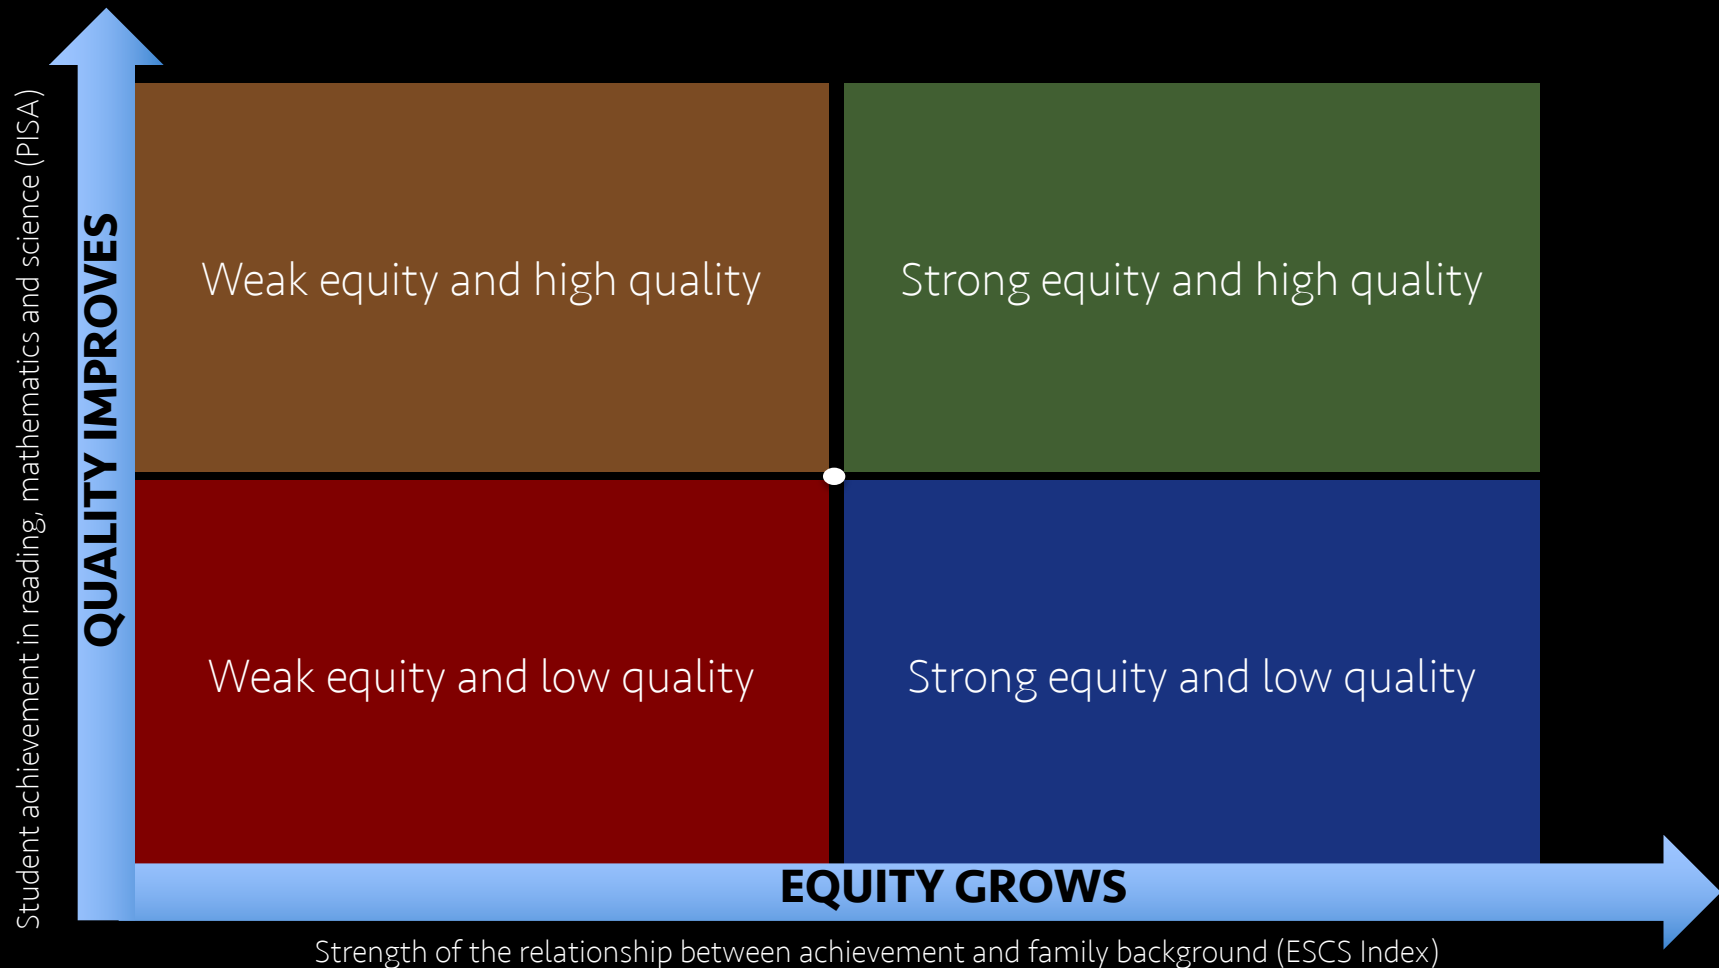 Student achievement in reading, mathematics and science (PISA)
QUALITY IMPROVES
Weak equity and high quality
Strong equity and high quality
Weak equity and low quality
Strong equity and low quality
EQUITY GROWS
Strength of the relationship between achievement and family background (ESCS Index)